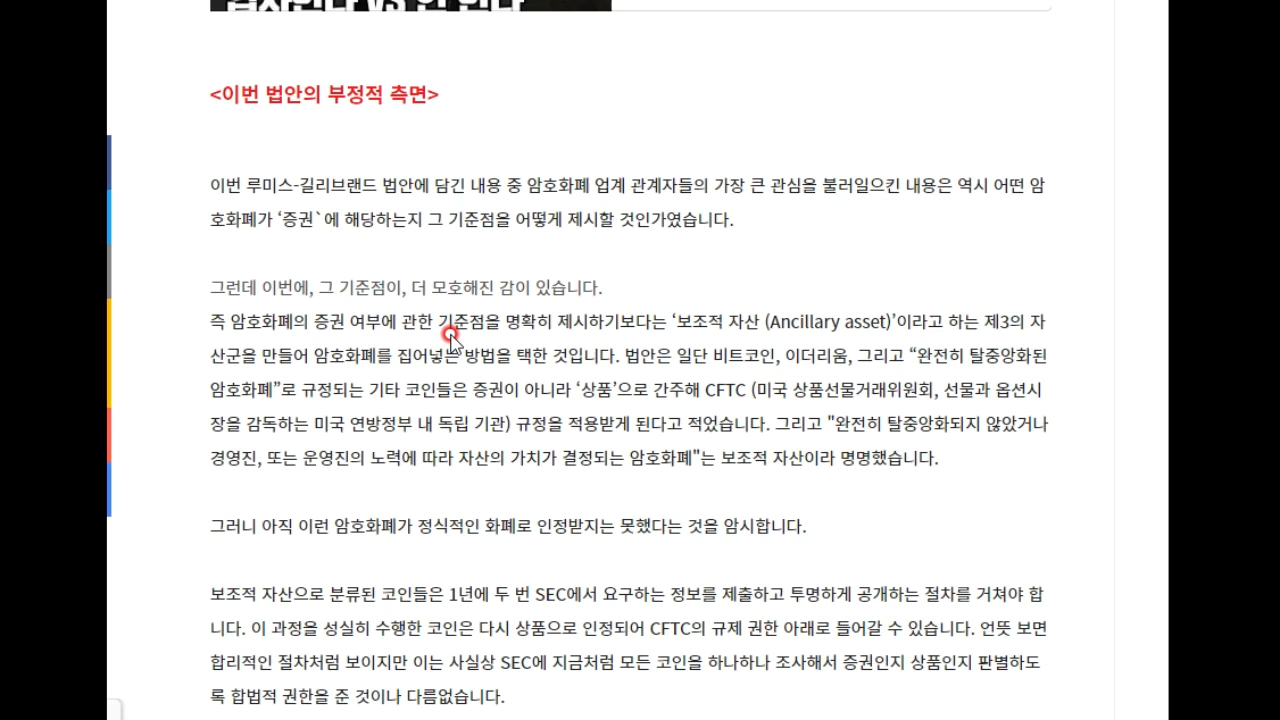 <이번 법안의 부정적 측면>
이번 루미스-길리브랜드 법안에 담긴 내용 중 암호화폐 업계 관계자들의 가장 큰 관심을 불러일으킨 내용은 역시 어떤 암
호화폐가 ‘증권`에 해당하는지 그 기준점을 어떻게 제시할 것인가였습니다.
그런데 이번에, 그 기준점이, 더 모호해진 감이 있습니다.
즉 암호화폐의 증권 여부에 관한 기준점을 명확히 제시하기보다는 ‘보조적 자산 (Ancillary asset)’이라고 하는 제3의 자
산군을 만들어 암호화폐를 집어넣는 방법을 택한 것입니다. 법안은 일단 비트코인, 이더리움, 그리고 “완전히 탈중앙화된
암호화폐”로 규정되는 기타 코인들은 증권이 아니라 ‘상품’으로 간주해 CFTC (미국 상품선물거래위원회, 선물과 옵션시
장을 감독하는 미국 연방정부 내 독립 기관) 규정을 적용받게 된다고 적었습니다. 그리고 "완전히 탈중앙화되지 않았거나
경영진, 또는 운영진의 노력에 따라 자산의 가치가 결정되는 암호화폐"는 보조적 자산이라 명명했습니다.
그러니 아직 이런 암호화폐가 정식적인 화폐로 인정받지는 못했다는 것을 암시합니다.
보조적 자산으로 분류된 코인들은 1년에 두 번 SEC에서 요구하는 정보를 제출하고 투명하게 공개하는 절차를 거쳐야 합
니다. 이 과정을 성실히 수행한 코인은 다시 상품으로 인정되어 CFTC의 규제 권한 아래로 들어갈 수 있습니다. 언뜻 보면
합리적인 절차처럼 보이지만 이는 사실상 SEC에 지금처럼 모든 코인을 하나하나 조사해서 증권인지 상품인지 판별하도
록 합법적 권한을 준 것이나 다름없습니다.